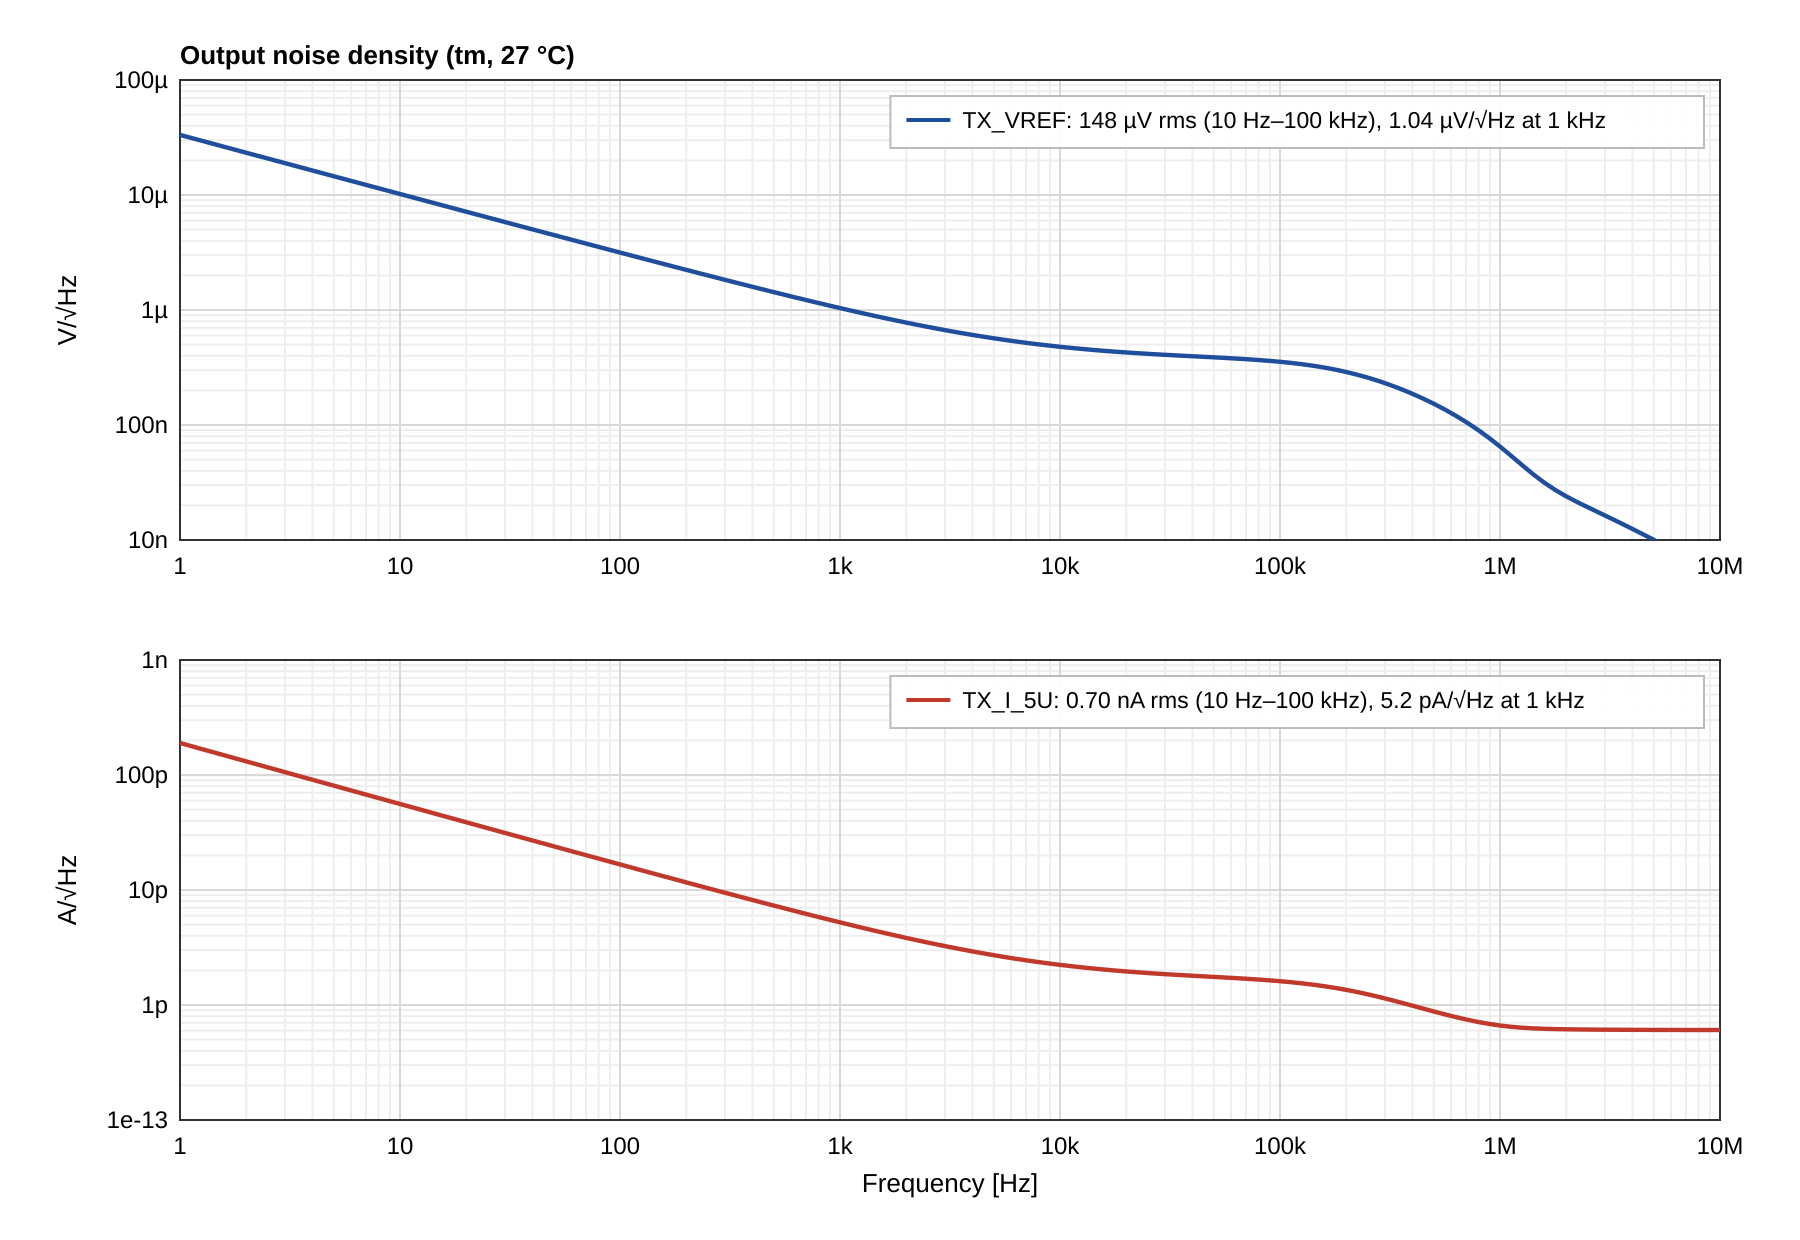 Output noise density (tm, 27 °C)
100µ
TX_VREF: 148 µV rms (10 Hz–100 kHz), 1.04 µV/√Hz at 1 kHz
10µ
V/√Hz
1µ
100n
10n
1 10 100 1k 10k 100k 1M 10M
1n
TX_I_5U: 0.70 nA rms (10 Hz–100 kHz), 5.2 pA/√Hz at 1 kHz
100p
A/√Hz
10p
1p
1e-13
1 10 100 1k 10k 100k 1M 10M
Frequency [Hz]